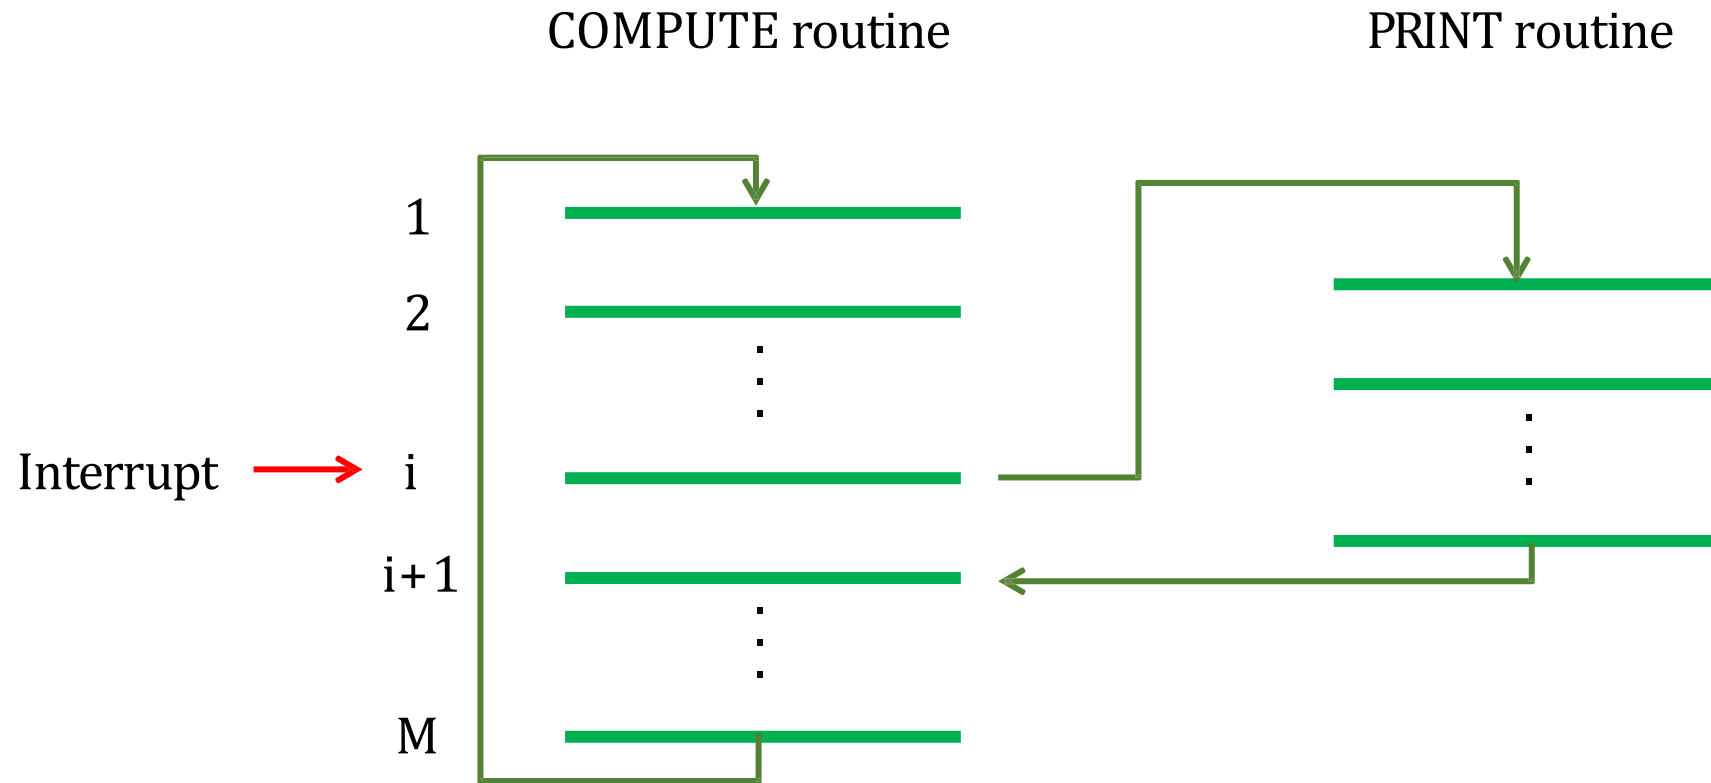 COMPUTE routine
PRINT routine
1
2
Interrupt
i
i+1
M